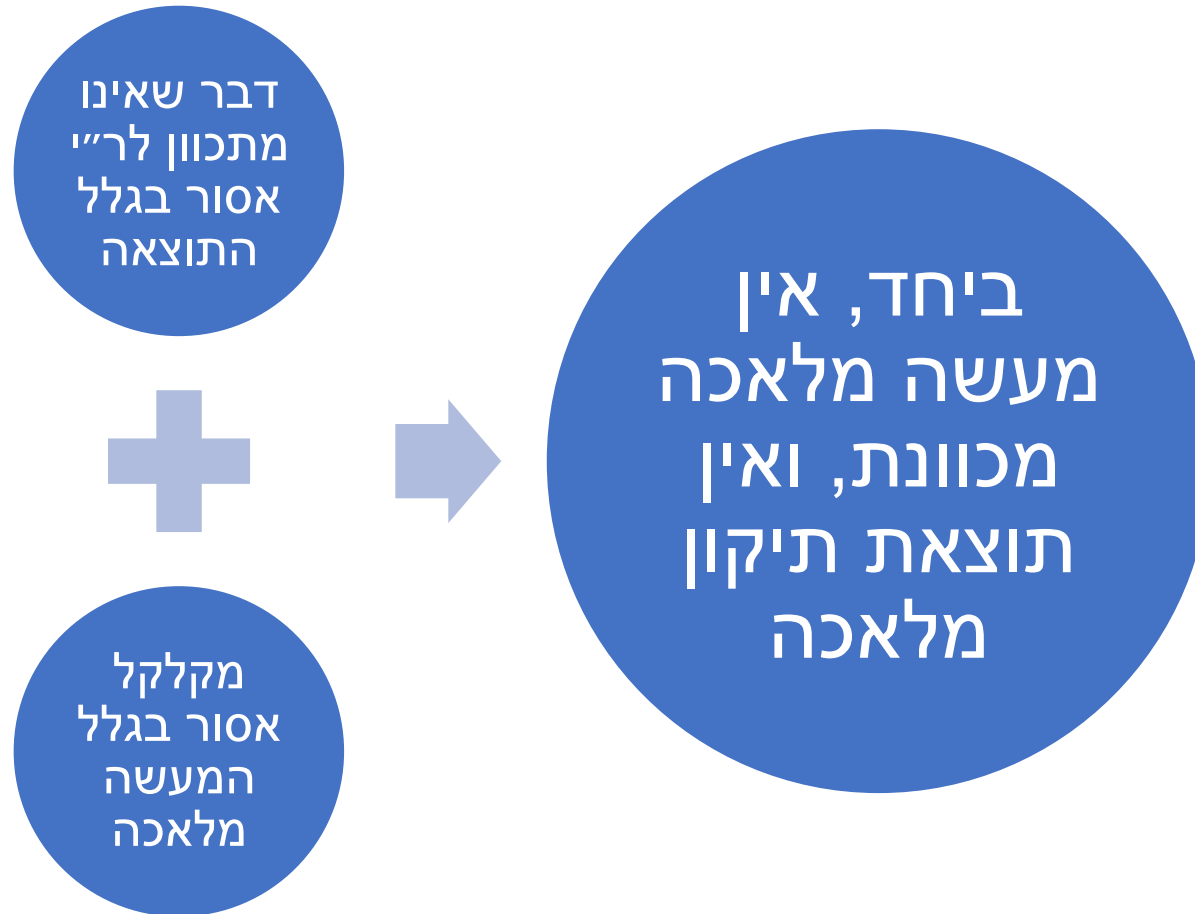 דבר שאינו
מתכוון לר״י
אסור בגלל
התוצאה
מקלקל
אסור בגלל
המעשה
מלאכה
ביחד, אין
מעשה מלאכה
מכוונת, ואין
תוצאת תיקון
מלאכה